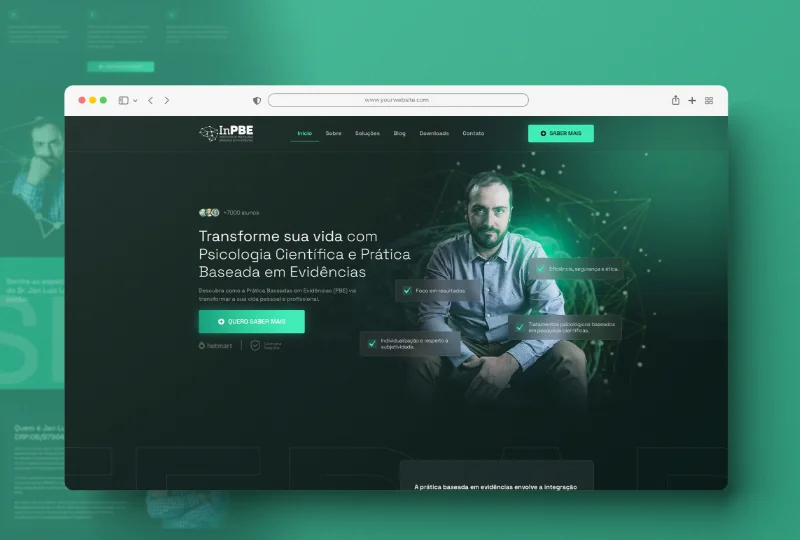 www.yourwebsite.com
InPBE
Início
Sobre
Soluções
Blog
Downloads
Contato
SABER MAIS
+7000 alunos
Transforme sua vida com
Psicologia Científica e Prática
Baseada em Evidências
Descubra como a Prática Baseadas em Evidências (PBE) vai
transformar a sua vida pessoal e profissional.
QUERO SABER MAIS
hotmart
Eficiência, segurança e ética.
Foco em resultados
Tratamentos psicológicos baseados
em pesquisas científicas.
Individualização e respeito à
subjetividade.
A prática baseada em evidências envolve a integração
Quem é Jan Lu